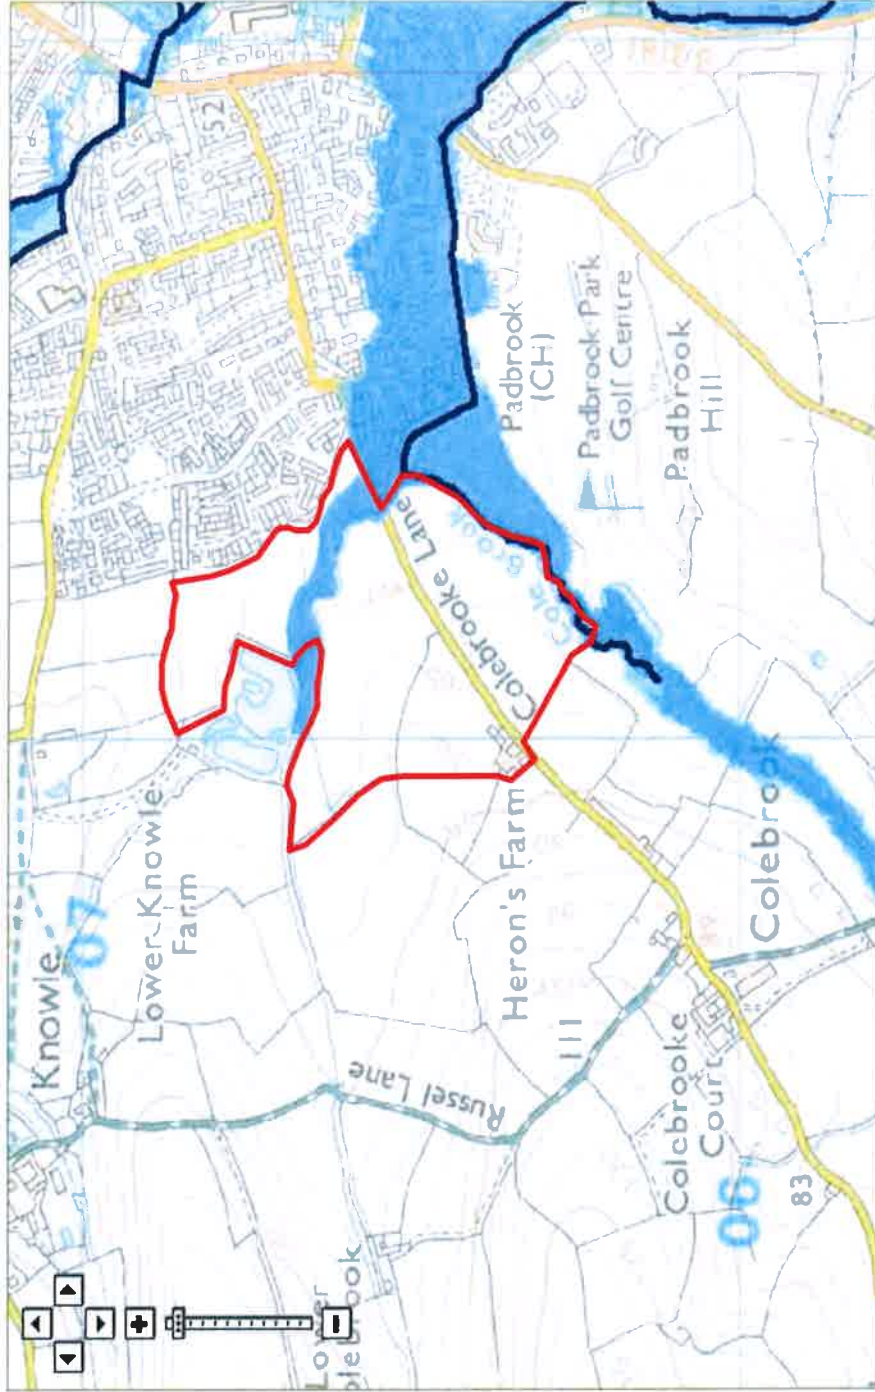 Knowle
07
Lower Knowle
Farm
52
Colebrooke Lane
Cole Brook
Padbrook
(CH)
Padbrook Park
Golf Centre
Padbrook
Hill
Heron's Farm
Russel Lane
111
Colebrook
Colebrooke
Court
06
83
Lower